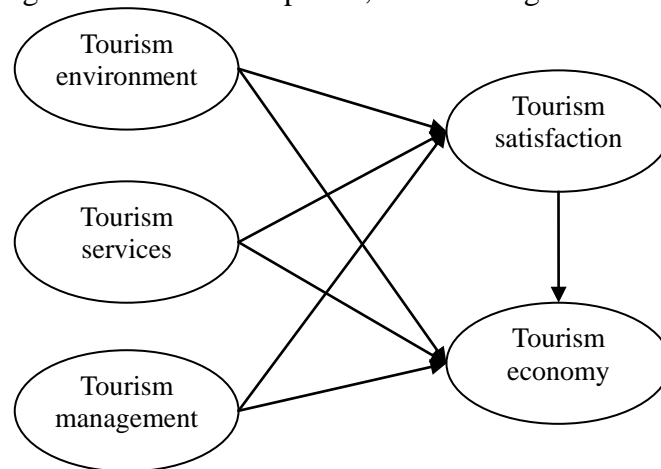 Tourism
environment
Tourism
satisfaction
Tourism
services
Tourism
economy
Tourism
management